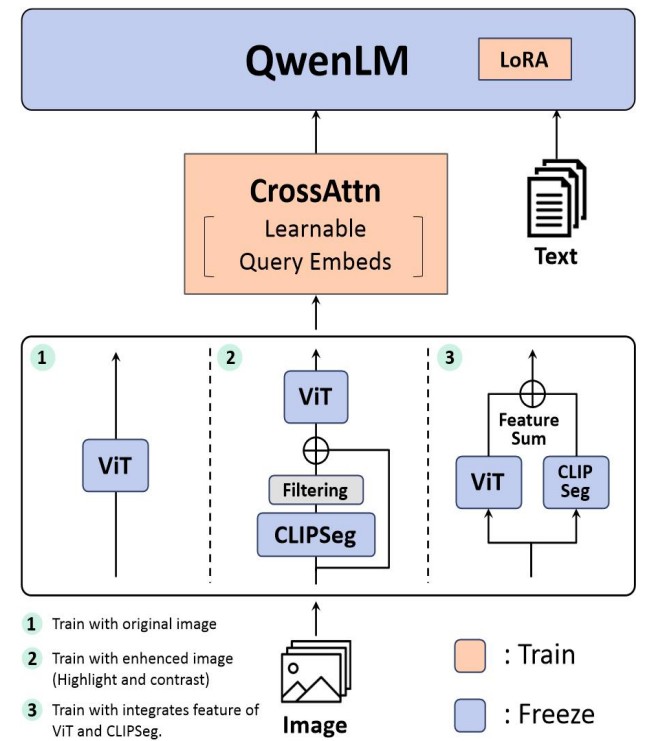 QwenLM
LoRA
CrossAttn
Learnable
Query Embeds
Text
1
2
3
ViT
ViT
Filtering
CLIPSeg
Feature
Sum
ViT
CLIP
Seg
1 Train with original image
2 Train with enhenced image
(Highlight and contrast)
3 Train with integrates feature of
ViT and CLIPSeg.
Image
: Train
: Freeze